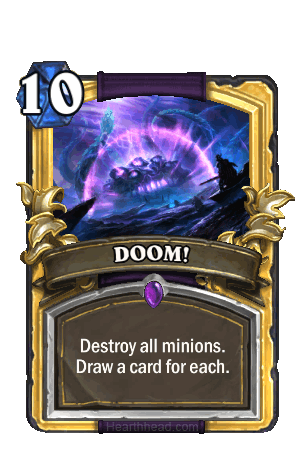 10
DOOM!
Destroy all minions.
Draw a card for each.
Hearthhead.com